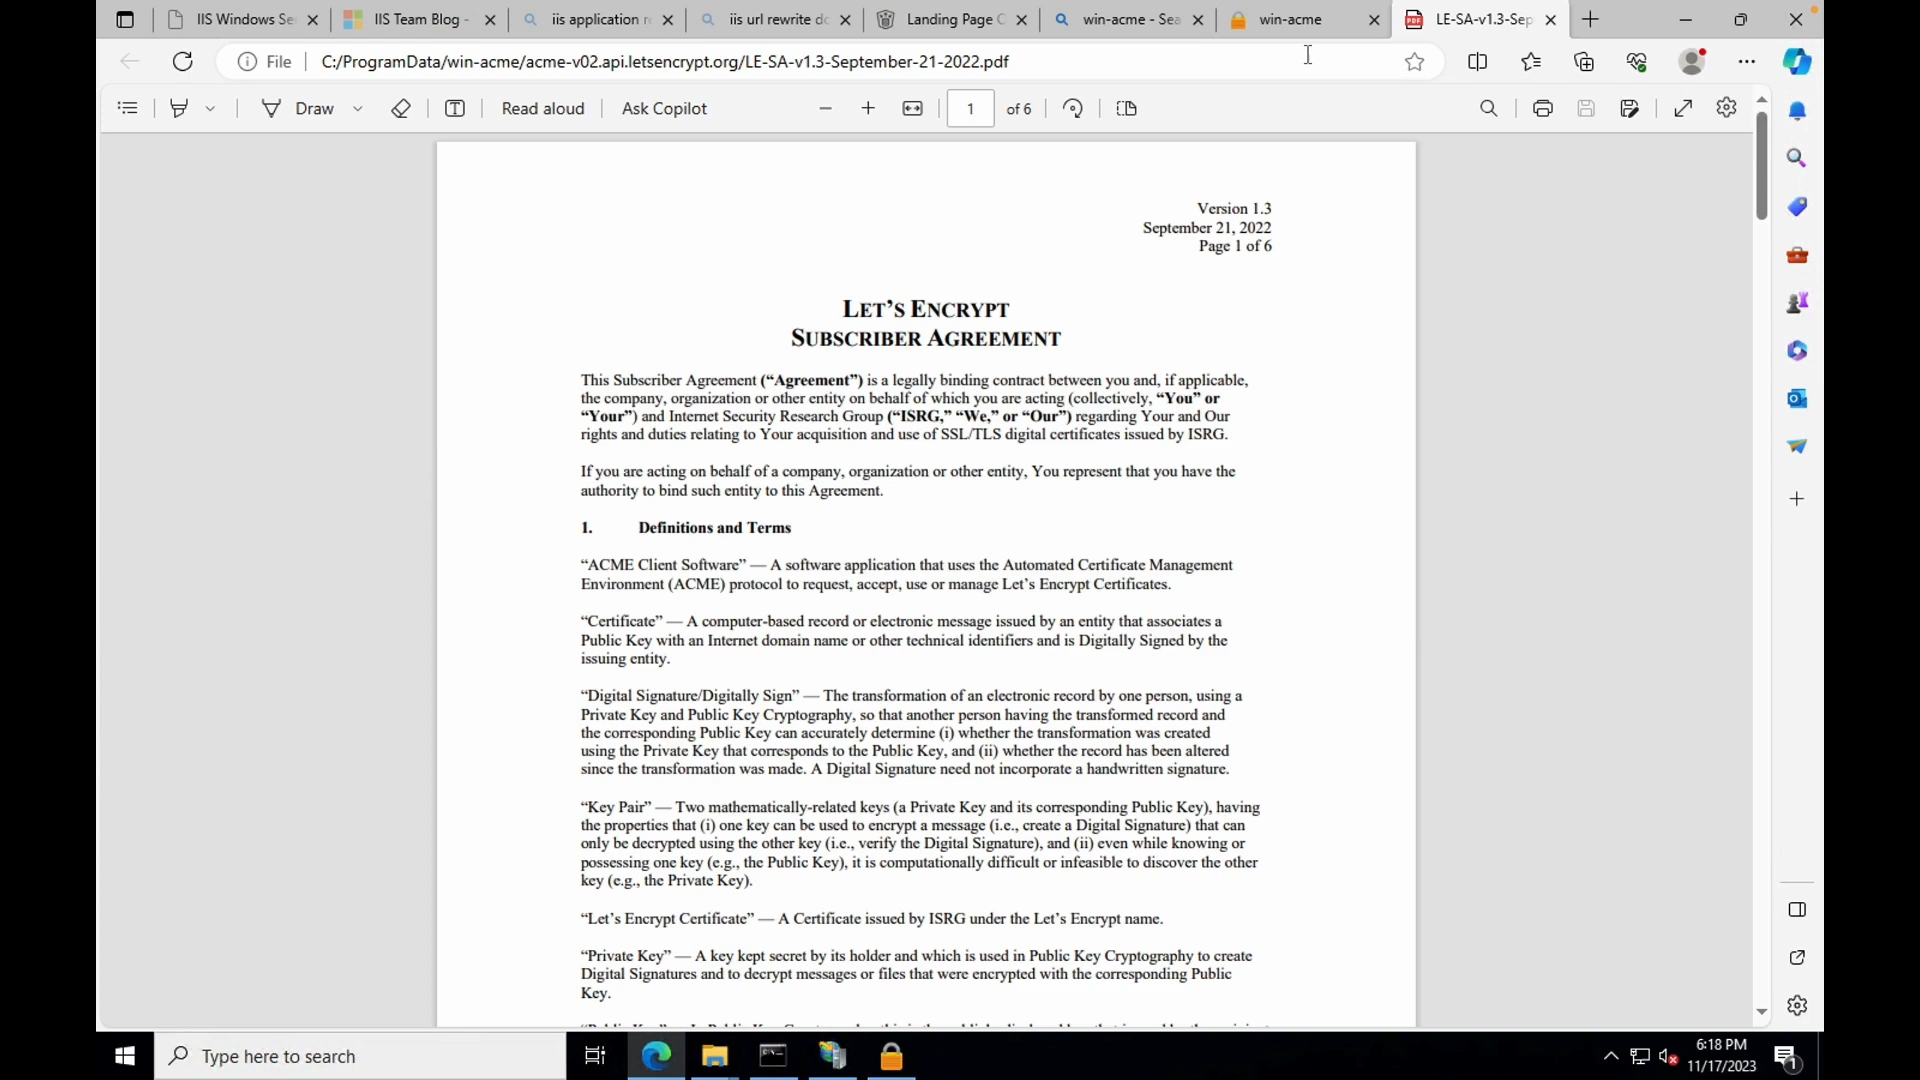 IIS Windows Se
IIS Team Blog -
iis application r
iis url rewrite dc
Landing Page C
win-acme - Sea
win-acme
LE-SA-v1.3-Sep
File
C:/ProgramData/win-acme/acme-v02.api.letsencrypt.org/LE-SA-v1.3-September-21-2022.pdf
Draw
Read aloud
Ask Copilot
1
of 6
Version 1.3
September 21, 2022
Page 1 of 6
LET’S ENCRYPT
SUBSCRIBER AGREEMENT
This Subscriber Agreement (“Agreement”) is a legally binding contract between you and, if applicable,
the company, organization or other entity on behalf of which you are acting (collectively, “You” or
“Your”) and Internet Security Research Group (“ISRG,” “We,” or “Our”) regarding Your and Our
rights and duties relating to Your acquisition and use of SSL/TLS digital certificates issued by ISRG.
If you are acting on behalf of a company, organization or other entity, You represent that you have the
authority to bind such entity to this Agreement.
1. Definitions and Terms
“ACME Client Software” — A software application that uses the Automated Certificate Management
Environment (ACME) protocol to request, accept, use or manage Let’s Encrypt Certificates.
“Certificate” — A computer-based record or electronic message issued by an entity that associates a
Public Key with an Internet domain name or other technical identifiers and is Digitally Signed by the
issuing entity.
“Digital Signature/Digitally Sign” — The transformation of an electronic record by one person, using a
Private Key and Public Key Cryptography, so that another person having the transformed record and
the corresponding Public Key can accurately determine (i) whether the transformation was created
using the Private Key that corresponds to the Public Key, and (ii) whether the record has been altered
since the transformation was made. A Digital Signature need not incorporate a handwritten signature.
“Key Pair” — Two mathematically-related keys (a Private Key and its corresponding Public Key), having
the properties that (i) one key can be used to encrypt a message (i.e., create a Digital Signature) that can
only be decrypted using the other key (i.e., verify the Digital Signature), and (ii) even while knowing or
possessing one key (e.g., the Public Key), it is computationally difficult or infeasible to discover the other
key (e.g., the Private Key).
“Let’s Encrypt Certificate” — A Certificate issued by ISRG under the Let’s Encrypt name.
“Private Key” — A key kept secret by its holder and which is used in Public Key Cryptography to create
Digital Signatures and to decrypt messages or files that were encrypted with the corresponding Public
Key.
Type here to search
6:18 PM
11/17/2023
1